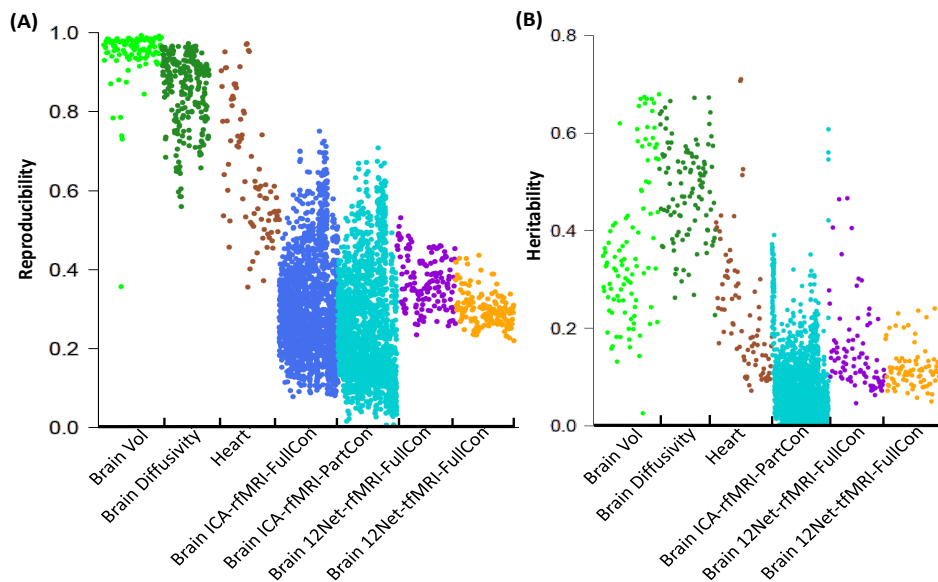 (A)
Reproducibility
1.0
0.8
0.6
0.4
0.2
0.0
Brain Vol
Brain Diffusivity
Heart
Brain ICA-rfMRI-FullCon
Brain ICA-rfMRI-PartCon
Brain 12Net-rfMRI-FullCon
Brain 12Net-tfMRI-FullCon
(B)
Heritability
0.8
0.6
0.4
0.2
0.0
Brain Vol
Brain Diffusivity
Heart
Brain ICA-rfMRI-PartCon
Brain 12Net-rfMRI-FullCon
Brain 12Net-tfMRI-FullCon